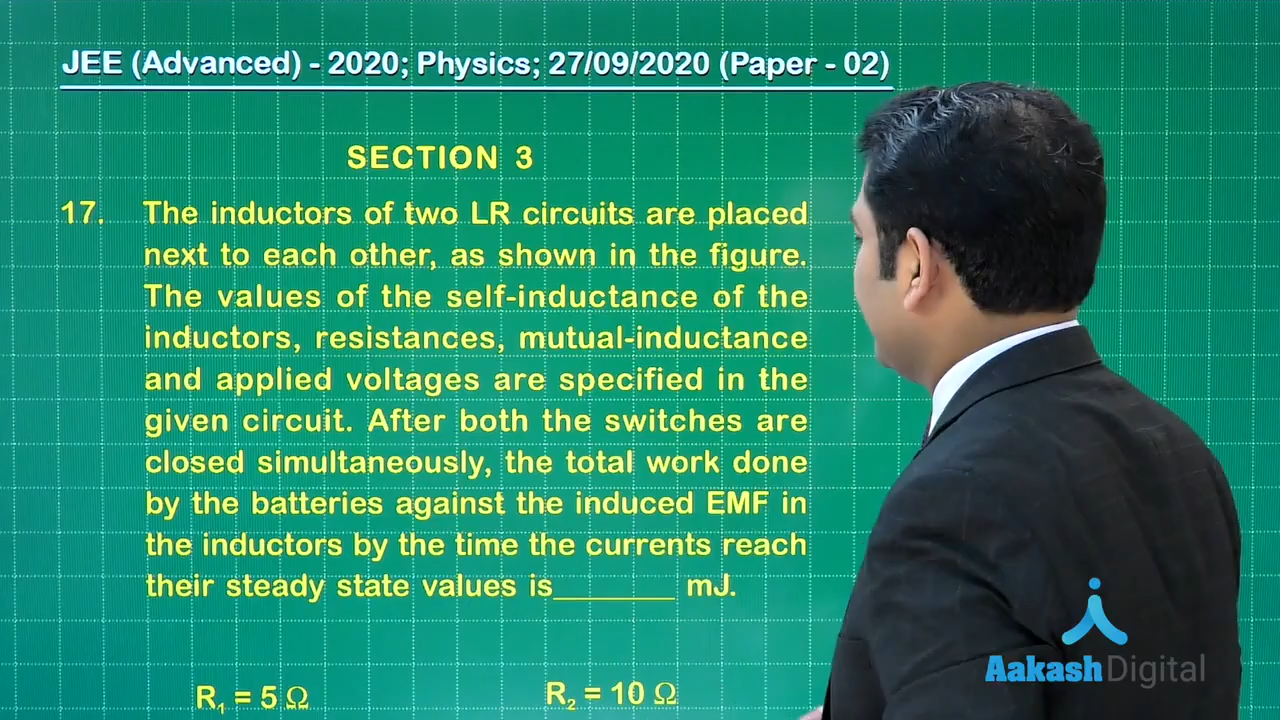 JEE (Advanced) - 2020; Physics; 27/09/2020 (Paper - 02)
SECTION 3
17. The inductors of two LR circuits are placed
next to each other, as shown in the figure.
The values of the self-inductance of the
inductors, resistances, mutual-inductance
and applied voltages are specified in the
given circuit. After both the switches are
closed simultaneously, the total work done
by the batteries against the induced EMF in
the inductors by the time the currents reach
their steady state values is________ mJ.
R₁ = 5 Ω R₂ = 10 Ω
AakashDigital